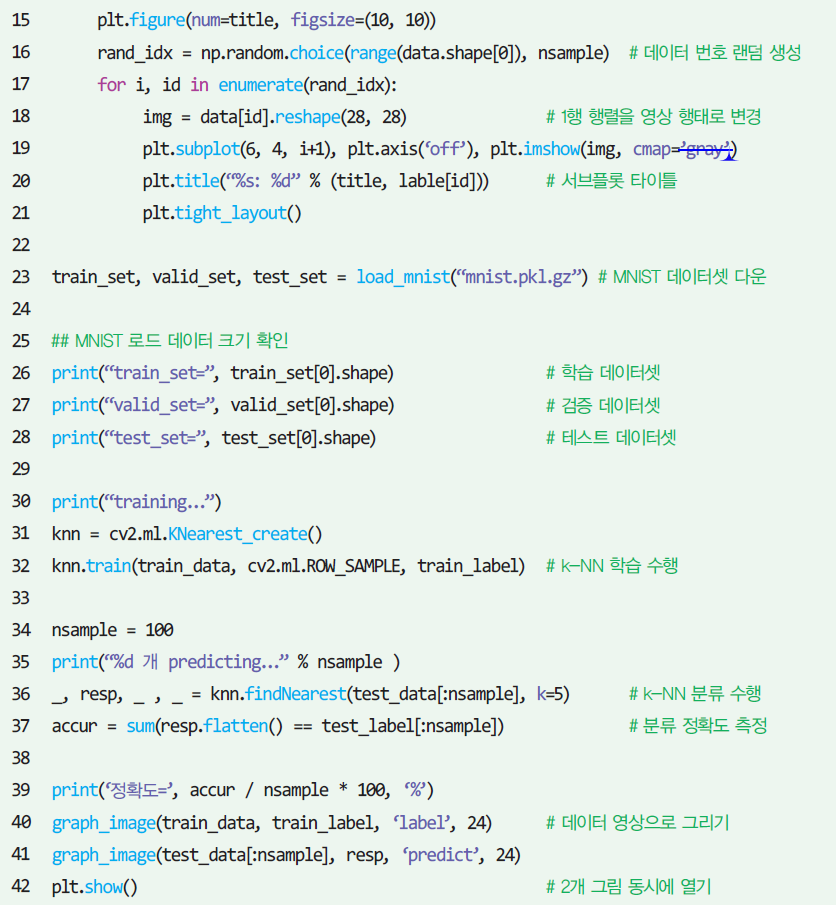 15 plt.figure(num=title, figsize=(10, 10))
16 rand_idx = np.random.choice(range(data.shape[0]), nsample) # 데이터 번호 랜덤 생성
17 for i, id in enumerate(rand_idx):
18 img = data[id].reshape(28, 28) # 1행 행렬을 영상 행태로 변경
19 plt.subplot(6, 4, i+1), plt.axis(‘off’), plt.imshow(img, cmap=’gray’)
20 plt.title(“%s: %d” % (title, lable[id])) # 서브플롯 타이틀
21 plt.tight_layout()
22
23 train_set, valid_set, test_set = load_mnist(“mnist.pkl.gz”) # MNIST 데이터셋 다운
24
25 ## MNIST 로드 데이터 크기 확인
26 print(“train_set=”, train_set[0].shape) # 학습 데이터셋
27 print(“valid_set=”, valid_set[0].shape) # 검증 데이터셋
28 print(“test_set=”, test_set[0].shape) # 테스트 데이터셋
29
30 print(“training...”)
31 knn = cv2.ml.KNearest_create()
32 knn.train(train_data, cv2.ml.ROW_SAMPLE, train_label) # k-NN 학습 수행
33
34 nsample = 100
35 print(“%d 개 predicting...” % nsample )
36 _, resp, _ , _ = knn.findNearest(test_data[:nsample], k=5) # k-NN 분류 수행
37 accur = sum(resp.flatten() == test_label[:nsample]) # 분류 정확도 측정
38
39 print(‘정확도=’, accur / nsample * 100, ‘%’)
40 graph_image(train_data, train_label, ‘label’, 24) # 데이터 영상으로 그리기
41 graph_image(test_data[:nsample], resp, ‘predict’, 24)
42 plt.show() # 2개 그림 동시에 열기